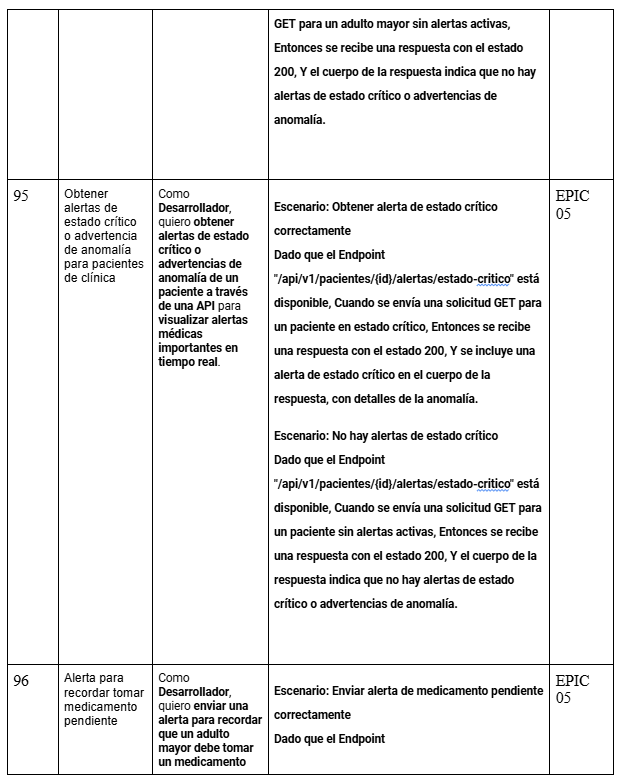 GET para un adulto mayor sin alertas activas,
Entonces se recibe una respuesta con el estado
200, Y el cuerpo de la respuesta indica que no hay
alertas de estado crítico o advertencias de
anomalía.
95
Obtener
alertas de
estado crítico
o advertencia
de anomalía
para pacientes
de clínica
Como
Desarrollador,
quiero obtener
alertas de estado
crítico o
advertencias de
anomalía de un
paciente a través
de una API para
visualizar alertas
médicas
importantes en
tiempo real.
Escenario: Obtener alerta de estado crítico
correctamente
Dado que el Endpoint
"/api/v1/pacientes/{id}/alertas/estado-critico" está
disponible, Cuando se envía una solicitud GET para
un paciente en estado crítico, Entonces se recibe
una respuesta con el estado 200, Y se incluye una
alerta de estado crítico en el cuerpo de la
respuesta, con detalles de la anomalía.
Escenario: No hay alertas de estado crítico
Dado que el Endpoint
"/api/v1/pacientes/{id}/alertas/estado-critico" está
disponible, Cuando se envía una solicitud GET para
un paciente sin alertas activas, Entonces se recibe
una respuesta con el estado 200, Y el cuerpo de la
respuesta indica que no hay alertas de estado
crítico o advertencias de anomalía.
EPIC
05
96
Alerta para
recordar tomar
medicamento
pendiente
Como
Desarrollador,
quiero enviar una
alerta para recordar
que un adulto
mayor debe tomar
un medicamento
Escenario: Enviar alerta de medicamento pendiente
correctamente
Dado que el Endpoint
EPIC
05